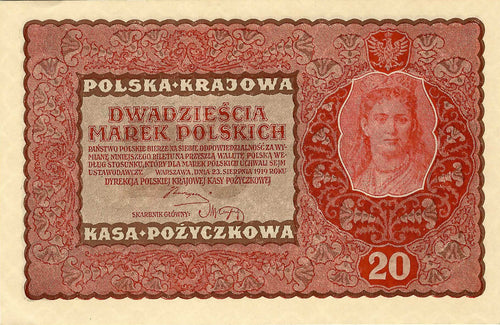 POLSKA·KRAJOWA
DWADZIEŚCIA
MAREK POLSKICH
PAŃSTWO POLSKIE BIERZE NA SIEBIE ODPOWIEDZIALNOŚĆ ZA WY-
MIANĘ NINIEJSZEGO BILETU NA PRZYSZŁĄ WALUTĘ POLSKĄ, WE-
DŁUG STOSUNKU, KTÓRY DLA MAREK POLSKICH UCHWALI SEJM
USTAWODAWCZY. WARSZAWA, DNIA 23. SIERPNIA 1919 ROKU
DYREKCJA POLSKIEJ KRAJOWEJ KASY POŻYCZKOWEJ
SKARBNIK GŁÓWNY:
KASA·POŻYCZKOWA
20